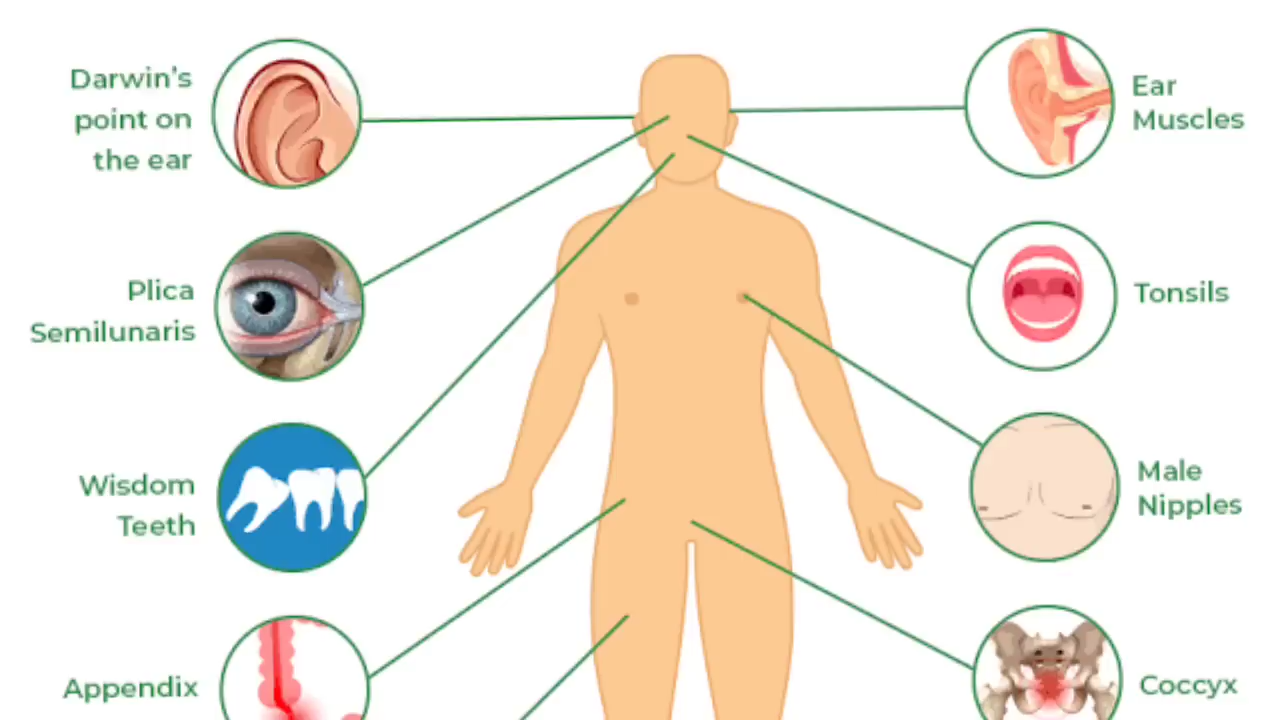 Darwin's
point on
the ear
Ear
Muscles
Plica
Semilunaris
Tonsils
Wisdom
Teeth
Male
Nipples
Appendix
Coccyx